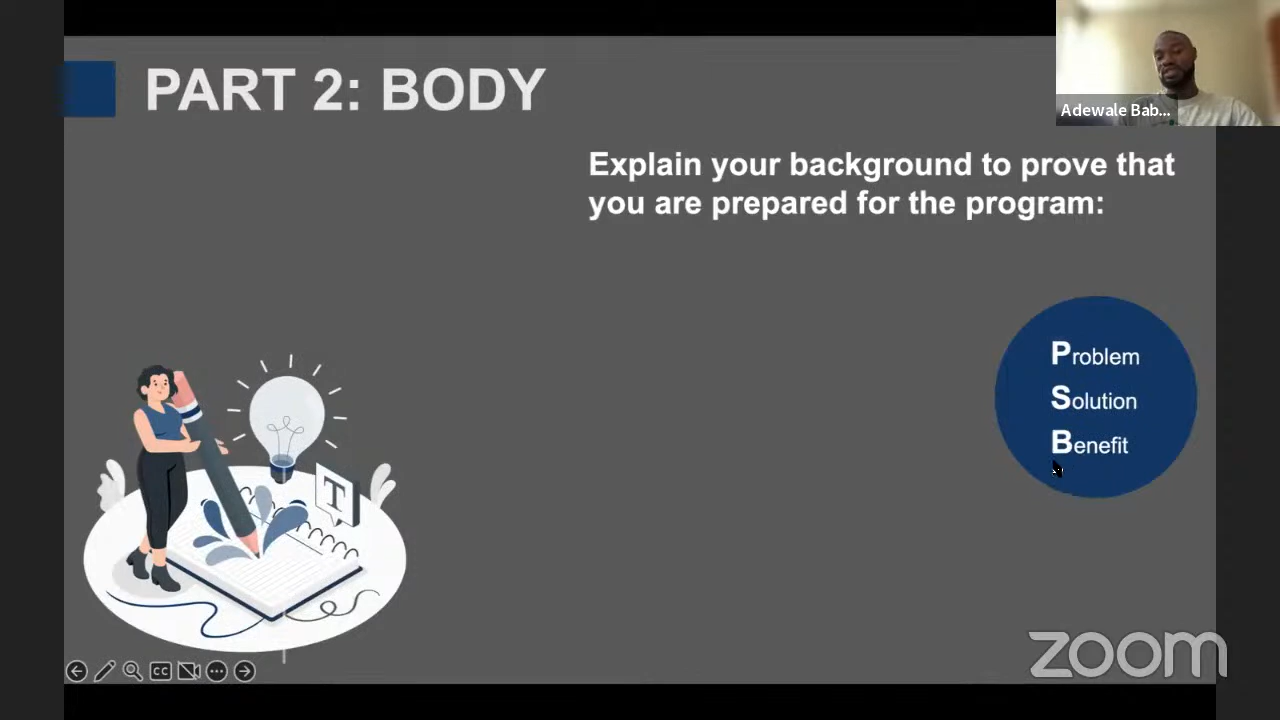 PART 2: BODY
Adewale Bab...
Explain your background to prove that
you are prepared for the program:
Problem
Solution
Benefit
T
CC
zoom